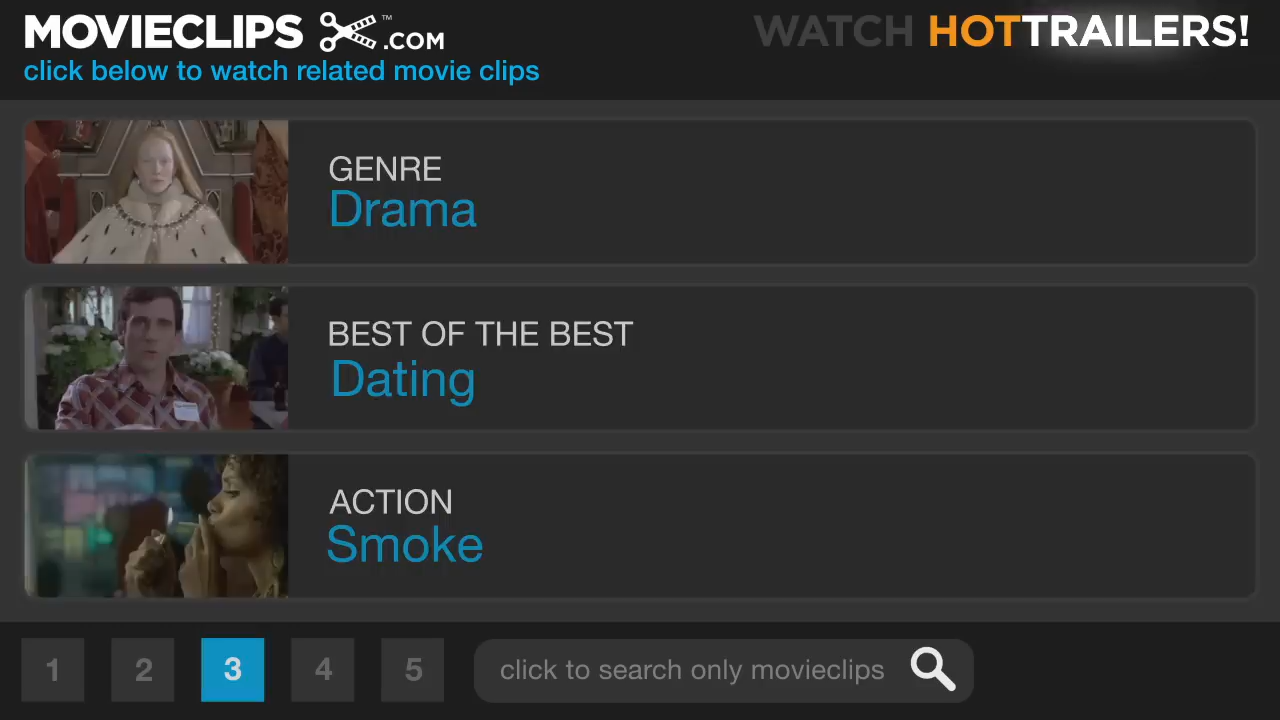 MOVIECLIPS ™ .COM
click below to watch related movie clips
WATCH HOTTRAILERS!
GENRE
Drama
BEST OF THE BEST
Dating
ACTION
Smoke
1 2 3 4 5
click to search only movieclips